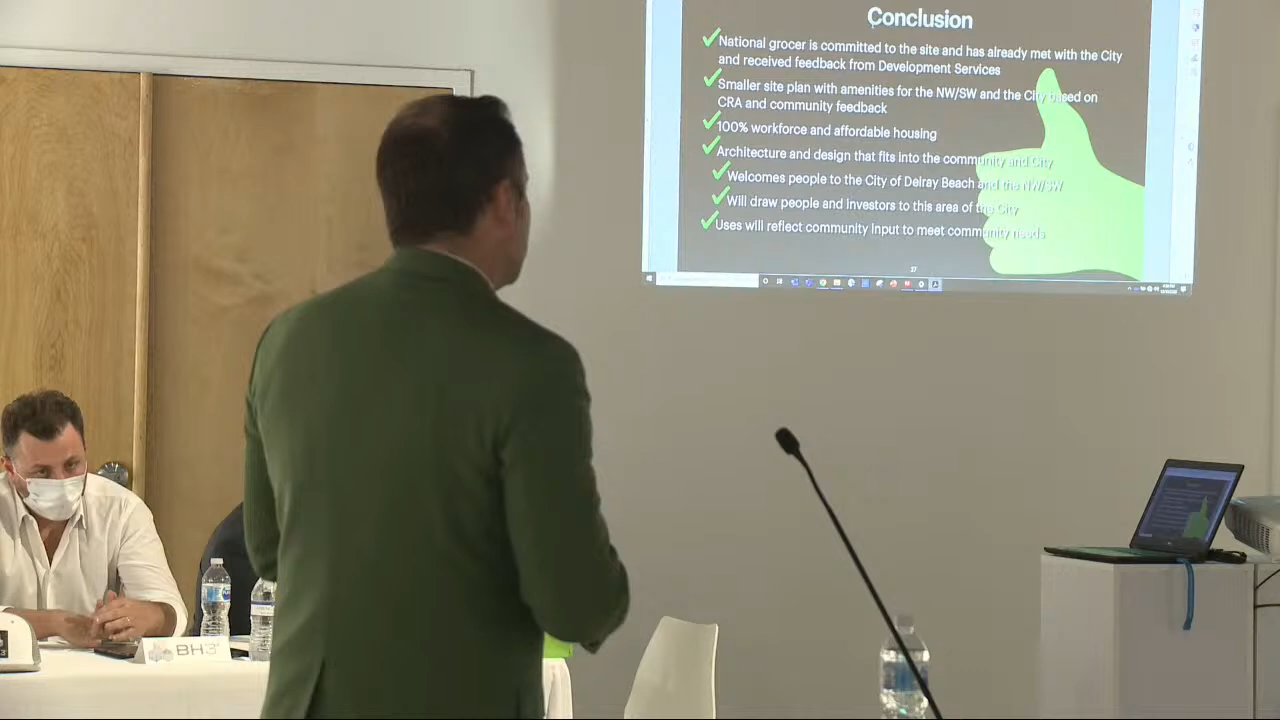 Conclusion
National grocer is committed to the site and has already met with the City
and received feedback from Development Services
Smaller site plan with amenities for the NW/SW and the City based on
CRA and community feedback
100% workforce and affordable housing
Architecture and design that fits into the community and City
Welcomes people to the City of Delray Beach and the NW/SW
Will draw people and investors to this area of the City
Uses will reflect community input to meet community needs
37
BH3